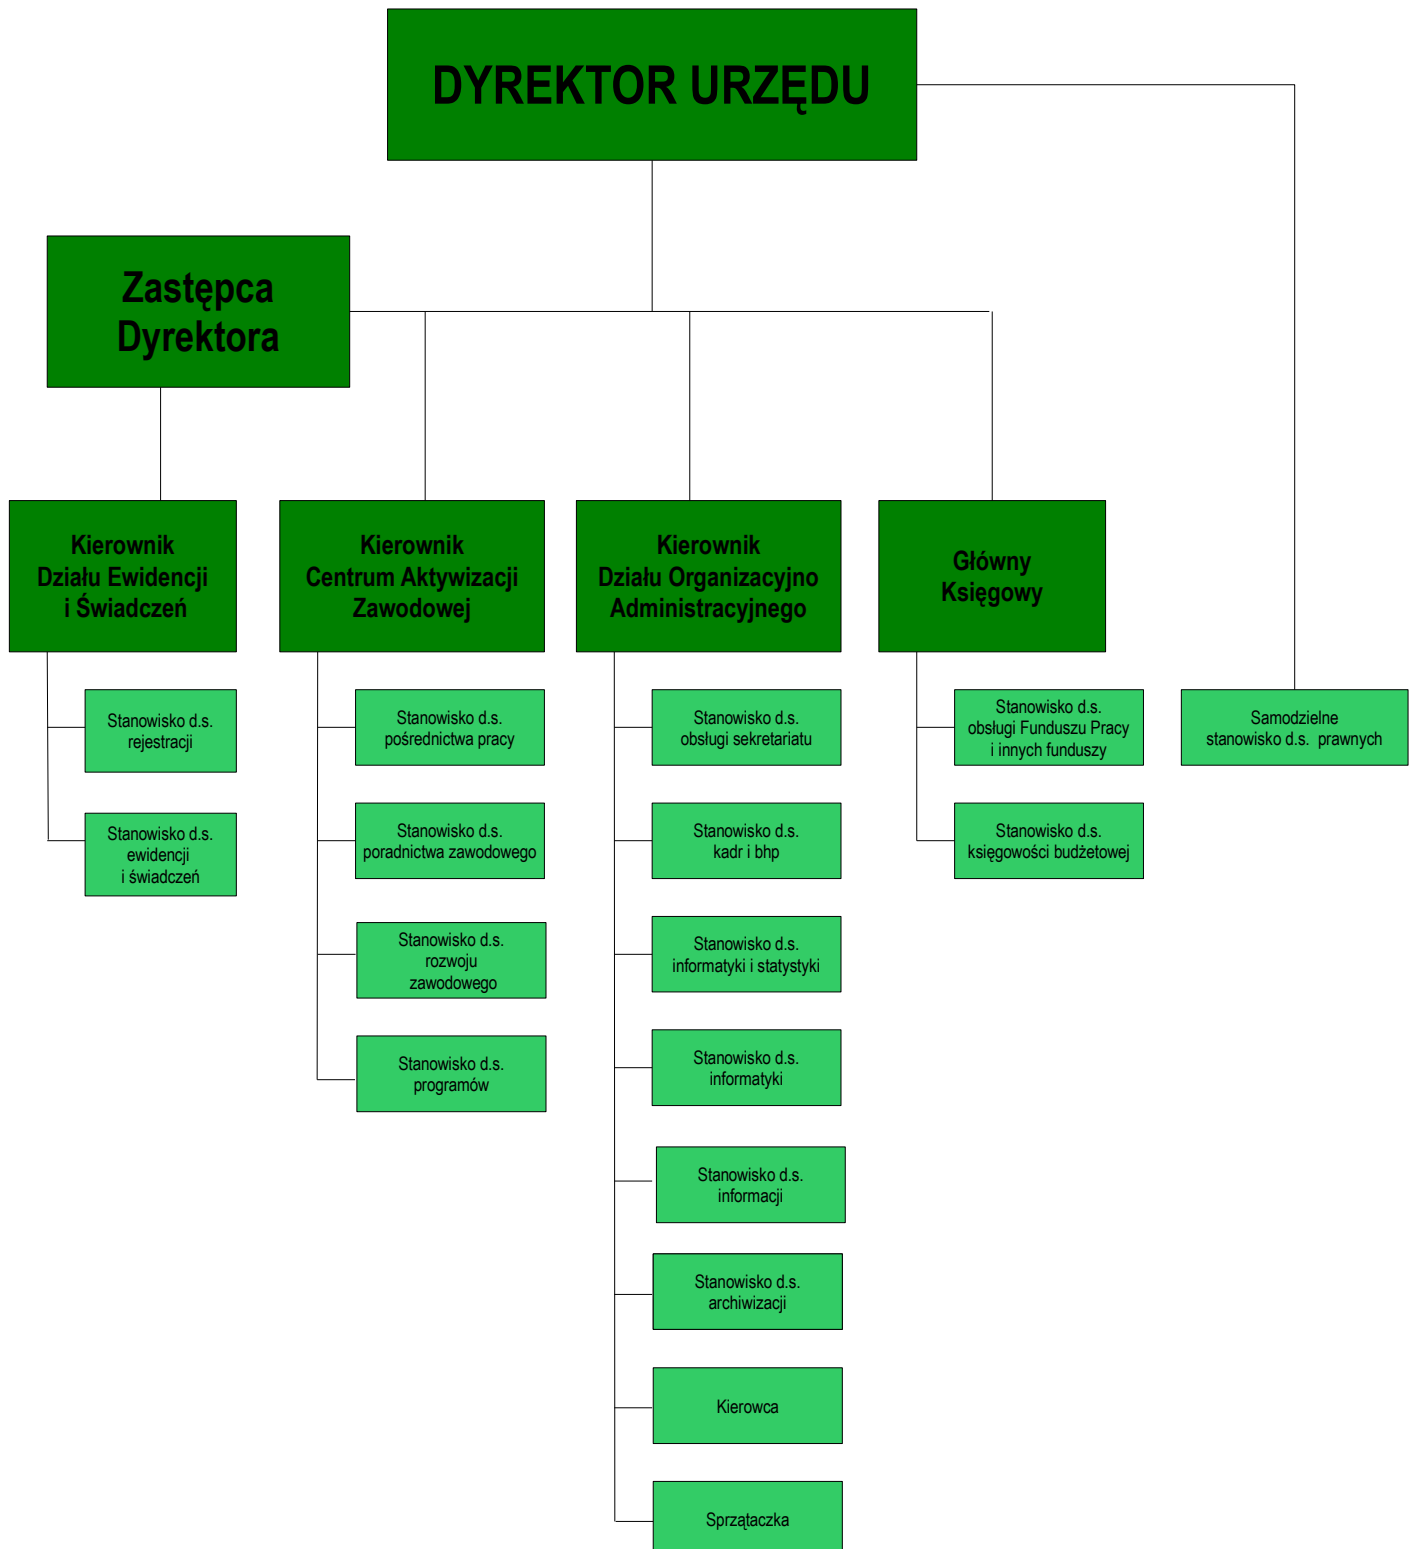 DYREKTOR URZĘDU
Zastępca
Dyrektora
Kierownik
Działu Ewidencji
i Świadczeń
Kierownik
Centrum Aktywizacji
Zawodowej
Kierownik
Działu Organizacyjno
Administracyjnego
Główny
Księgowy
Stanowisko d.s.
rejestracji
Stanowisko d.s.
ewidencji
i świadczeń
Stanowisko d.s.
pośrednictwa pracy
Stanowisko d.s.
poradnictwa zawodowego
Stanowisko d.s.
rozwoju
zawodowego
Stanowisko d.s.
programów
Stanowisko d.s.
obsługi sekretariatu
Stanowisko d.s.
kadr i bhp
Stanowisko d.s.
informatyki i statystyki
Stanowisko d.s.
informatyki
Stanowisko d.s.
informacji
Stanowisko d.s.
archiwizacji
Kierowca
Sprzątaczka
Stanowisko d.s.
obsługi Funduszu Pracy
i innych funduszy
Stanowisko d.s.
księgowości budżetowej
Samodzielne
stanowisko d.s. prawnych